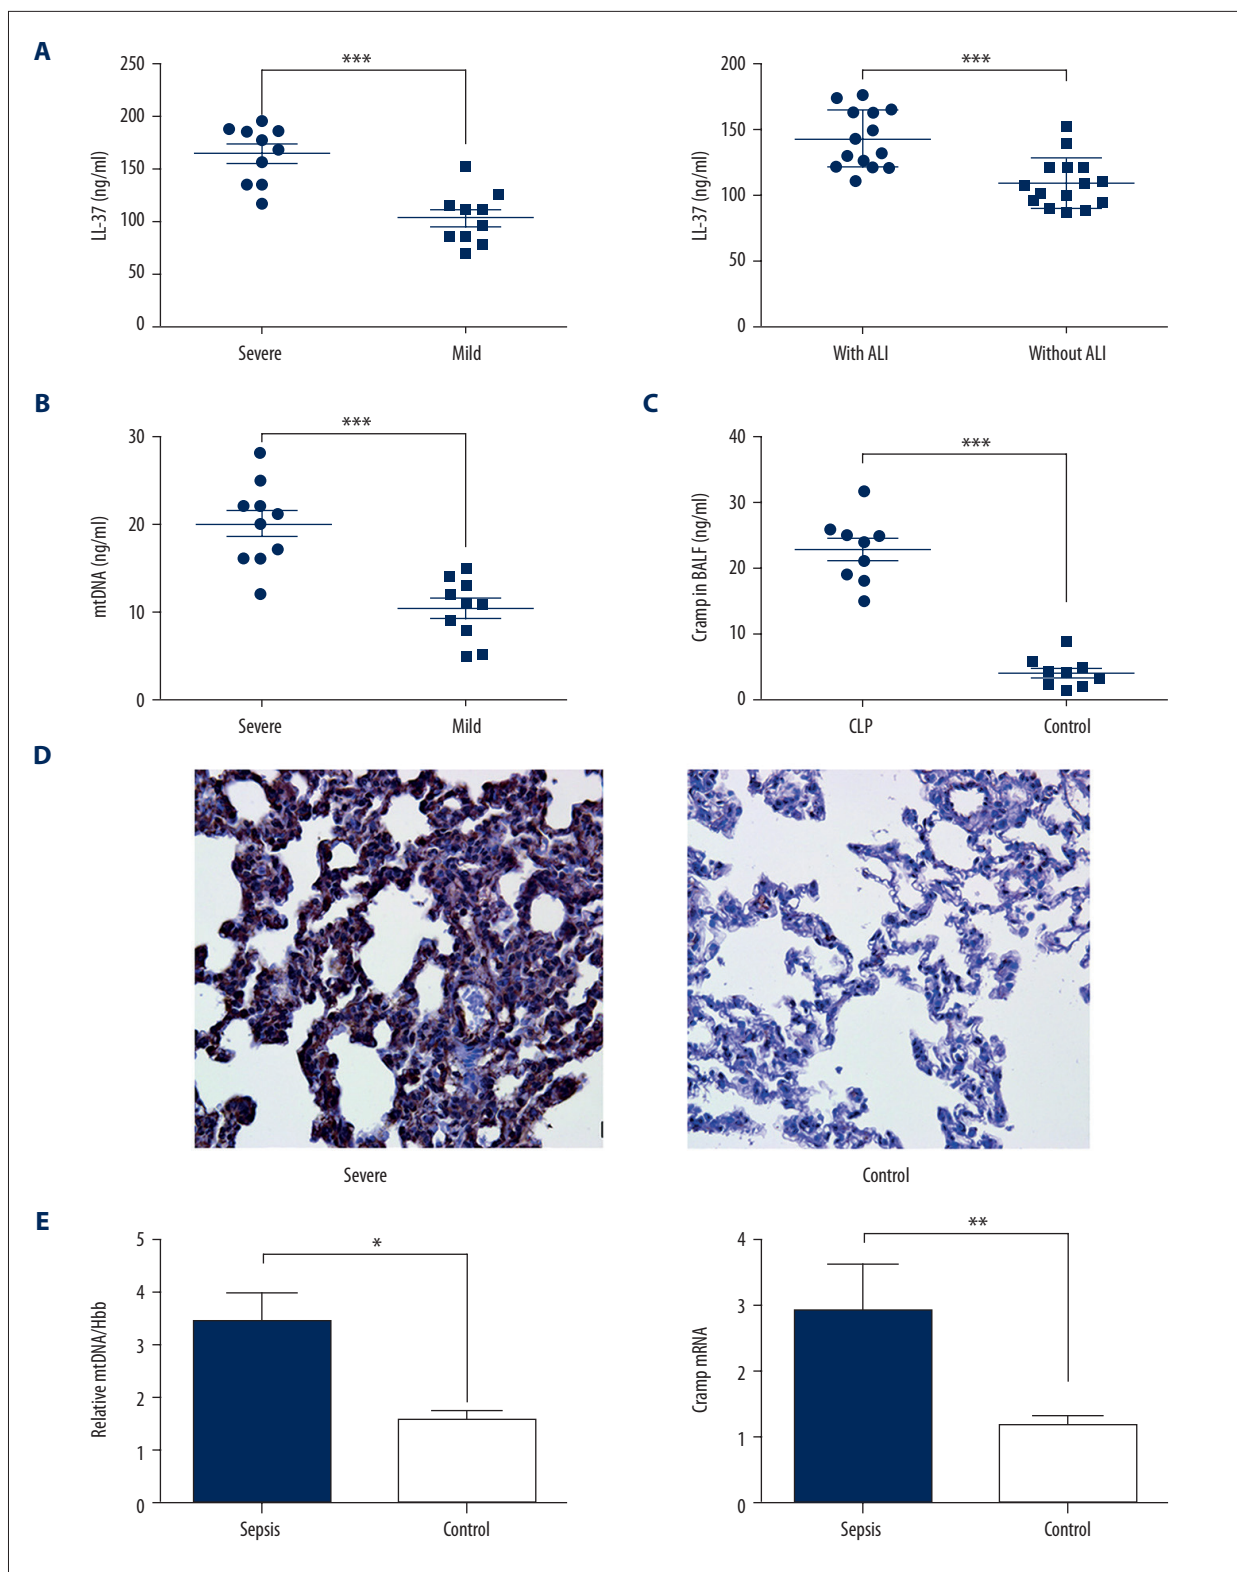 A
LL-37 (ng/ml)
250
200
150
100
50
0
***
Severe
Mild
LL-37 (ng/ml)
200
150
100
50
0
***
With ALI
Without ALI
B
mtDNA (ng/ml)
30
20
10
0
***
Severe
Mild
C
Cramp in BALF (ng/ml)
40
30
20
10
0
***
CLP
Control
D
Severe
Control
E
Relative mtDNA/Hbb
5
4
3
2
1
0
*
Sepsis
Control
Cramp mRNA
4
3
2
1
0
**
Sepsis
Control